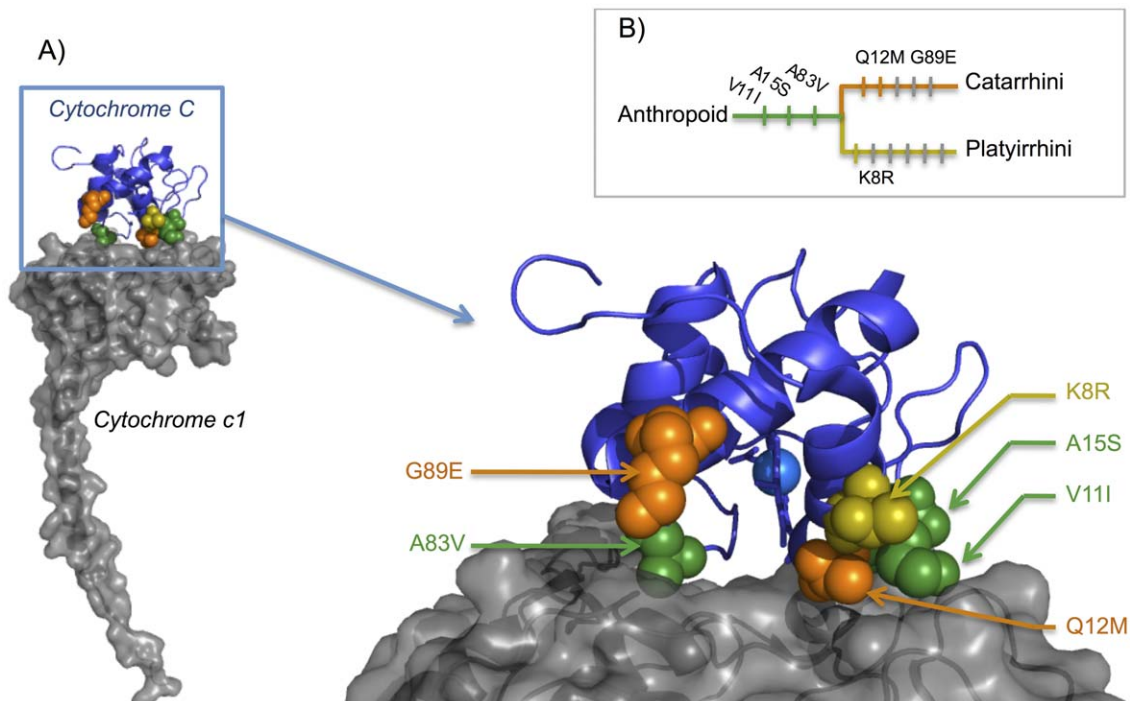 A)
Cytochrome C
Cytochrome c1
B)
Q12M G89E
V11I A15S A83V
Anthropoid
Catarrhini
Platyirrhini
K8R
G89E
A83V
K8R
A15S
V11I
Q12M